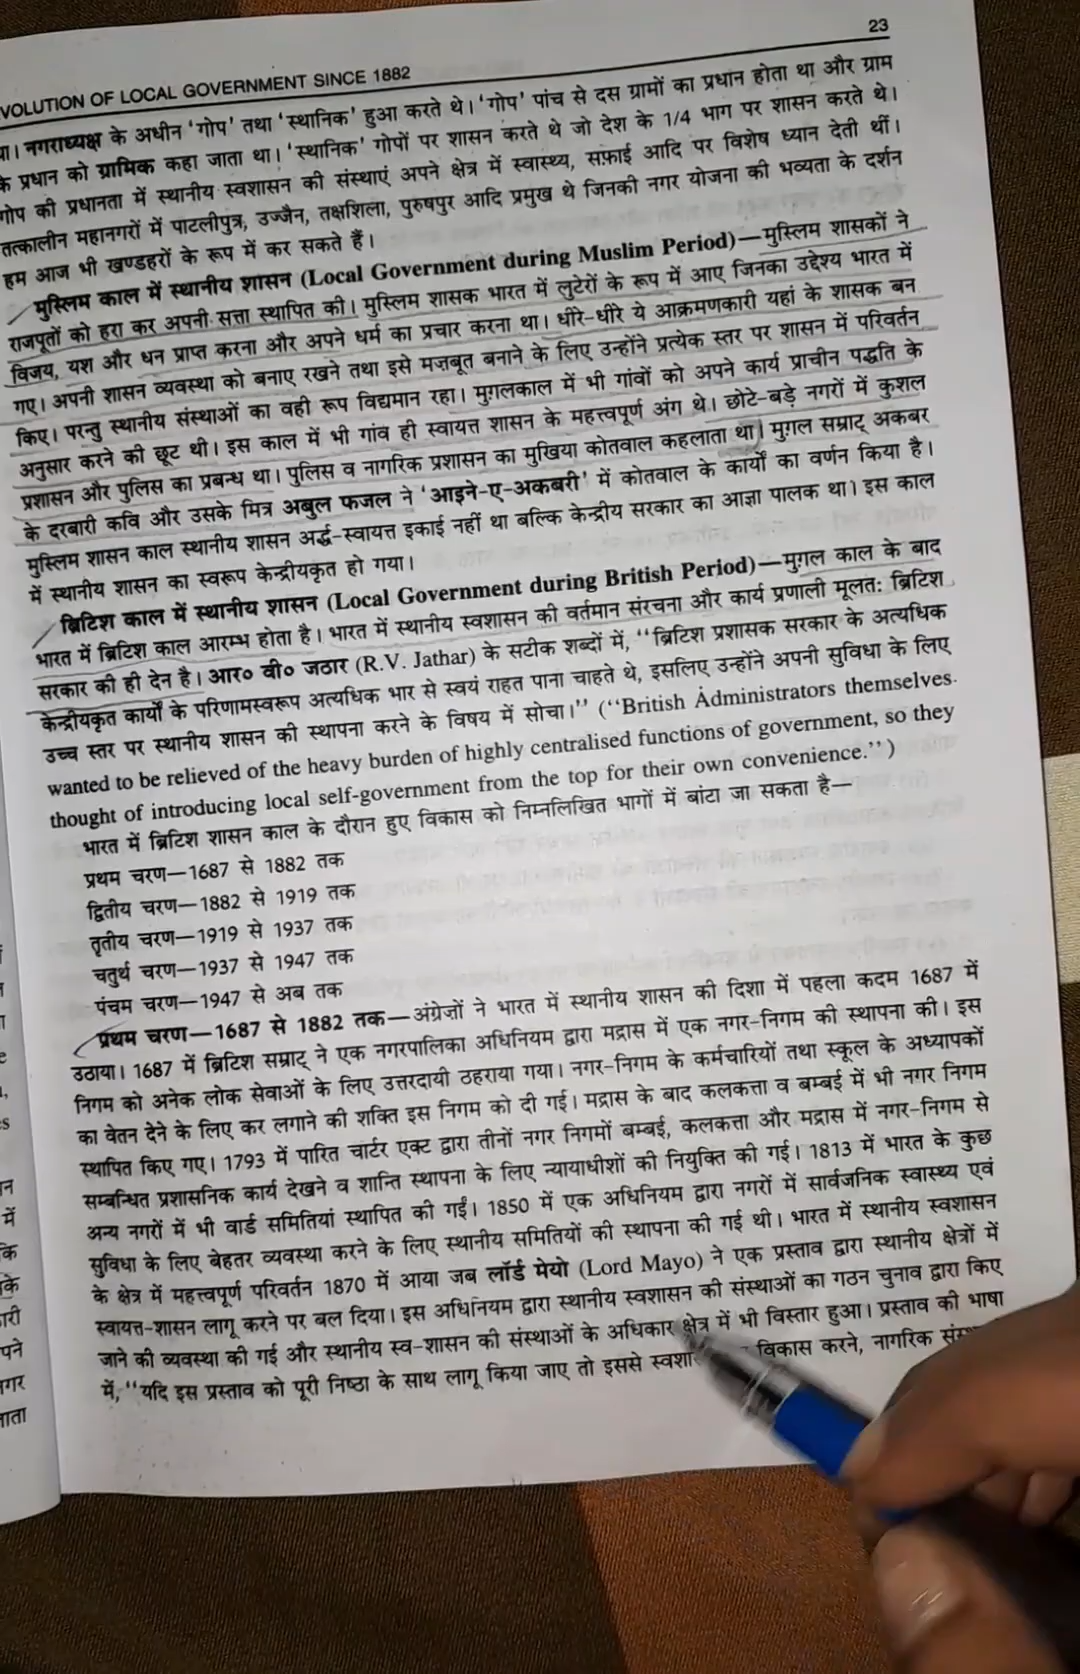 23
VOLUTION OF LOCAL GOVERNMENT SINCE 1882
था। नगराध्यक्ष के अधीन 'गोप' तथा 'स्थानिक' हुआ करते थे। 'गोप' पांच से दस ग्रामों का प्रधान होता था और ग्राम
के प्रधान को ग्रामिक कहा जाता था। 'स्थानिक' गोपों पर शासन करते थे जो देश के 1/4 भाग पर शासन करते थे।
गोप की प्रधानता में स्थानीय स्वशासन की संस्थाएं अपने क्षेत्र में स्वास्थ्य, सफ़ाई आदि पर विशेष ध्यान देती थीं।
तत्कालीन महानगरों में पाटलीपुत्र, उज्जैन, तक्षशिला, पुरुषपुर आदि प्रमुख थे जिनकी नगर योजना की भव्यता के दर्शन
हम आज भी खण्डहरों के रूप में कर सकते हैं।
मुस्लिम काल में स्थानीय शासन (Local Government during Muslim Period)—मुस्लिम शासकों ने
राजपूतों को हरा कर अपनी सत्ता स्थापित की। मुस्लिम शासक भारत में लुटेरों के रूप में आए जिनका उद्देश्य भारत में
विजय, यश और धन प्राप्त करना और अपने धर्म का प्रचार करना था। धीरे-धीरे ये आक्रमणकारी यहां के शासक बन
गए। अपनी शासन व्यवस्था को बनाए रखने तथा इसे मज़बूत बनाने के लिए उन्होंने प्रत्येक स्तर पर शासन में परिवर्तन
किए। परन्तु स्थानीय संस्थाओं का वही रूप विद्यमान रहा। मुग़लकाल में भी गांवों को अपने कार्य प्राचीन पद्धति के
अनुसार करने की छूट थी। इस काल में भी गांव ही स्वायत्त शासन के महत्त्वपूर्ण अंग थे। छोटे-बड़े नगरों में कुशल
प्रशासन और पुलिस का प्रबन्ध था। पुलिस व नागरिक प्रशासन का मुखिया कोतवाल कहलाता था। मुग़ल सम्राट् अकबर
के दरबारी कवि और उसके मित्र अबुल फजल ने 'आइने-ए-अकबरी' में कोतवाल के कार्यों का वर्णन किया है।
मुस्लिम शासन काल स्थानीय शासन अर्द्ध-स्वायत्त इकाई नहीं था बल्कि केन्द्रीय सरकार का आज्ञा पालक था। इस काल
में स्थानीय शासन का स्वरूप केन्द्रीयकृत हो गया।
ब्रिटिश काल में स्थानीय शासन (Local Government during British Period)—मुग़ल काल के बाद
भारत में ब्रिटिश काल आरम्भ होता है। भारत में स्थानीय स्वशासन की वर्तमान संरचना और कार्य प्रणाली मूलत: ब्रिटिश
सरकार की ही देन है। आर० वी० जठार (R.V. Jathar) के सटीक शब्दों में, ''ब्रिटिश प्रशासक सरकार के अत्यधिक
केन्द्रीयकृत कार्यों के परिणामस्वरूप अत्यधिक भार से स्वयं राहत पाना चाहते थे, इसलिए उन्होंने अपनी सुविधा के लिए
उच्च स्तर पर स्थानीय शासन की स्थापना करने के विषय में सोचा।'' (''British Administrators themselves
wanted to be relieved of the heavy burden of highly centralised functions of government, so they
thought of introducing local self-government from the top for their own convenience.'')
भारत में ब्रिटिश शासन काल के दौरान हुए विकास को निम्नलिखित भागों में बांटा जा सकता है—
प्रथम चरण—1687 से 1882 तक
द्वितीय चरण—1882 से 1919 तक
तृतीय चरण—1919 से 1937 तक
चतुर्थ चरण—1937 से 1947 तक
पंचम चरण—1947 से अब तक
प्रथम चरण—1687 से 1882 तक—अंग्रेज़ों ने भारत में स्थानीय शासन की दिशा में पहला कदम 1687 में
उठाया। 1687 में ब्रिटिश सम्राट् ने एक नगरपालिका अधिनियम द्वारा मद्रास में एक नगर-निगम की स्थापना की। इस
निगम को अनेक लोक सेवाओं के लिए उत्तरदायी ठहराया गया। नगर-निगम के कर्मचारियों तथा स्कूल के अध्यापकों
का वेतन देने के लिए कर लगाने की शक्ति इस निगम को दी गई। मद्रास के बाद कलकत्ता व बम्बई में भी नगर निगम
स्थापित किए गए। 1793 में पारित चार्टर एक्ट द्वारा तीनों नगर निगमों बम्बई, कलकत्ता और मद्रास में नगर-निगम से
सम्बन्धित प्रशासनिक कार्य देखने व शान्ति स्थापना के लिए न्यायाधीशों की नियुक्ति की गई। 1813 में भारत के कुछ
अन्य नगरों में भी वार्ड समितियां स्थापित की गईं। 1850 में एक अधिनियम द्वारा नगरों में सार्वजनिक स्वास्थ्य एवं
सुविधा के लिए बेहतर व्यवस्था करने के लिए स्थानीय समितियों की स्थापना की गई थी। भारत में स्थानीय स्वशासन
के क्षेत्र में महत्त्वपूर्ण परिवर्तन 1870 में आया जब लॉर्ड मेयो (Lord Mayo) ने एक प्रस्ताव द्वारा स्थानीय क्षेत्रों में
स्वायत्त-शासन लागू करने पर बल दिया। इस अधिनियम द्वारा स्थानीय स्वशासन की संस्थाओं का गठन चुनाव द्वारा किए
जाने की व्यवस्था की गई और स्थानीय स्व-शासन की संस्थाओं के अधिकार क्षेत्र में भी विस्तार हुआ। प्रस्ताव की भाषा
में, ''यदि इस प्रस्ताव को पूरी निष्ठा के साथ लागू किया जाए तो इससे विकास करने, नागरिक